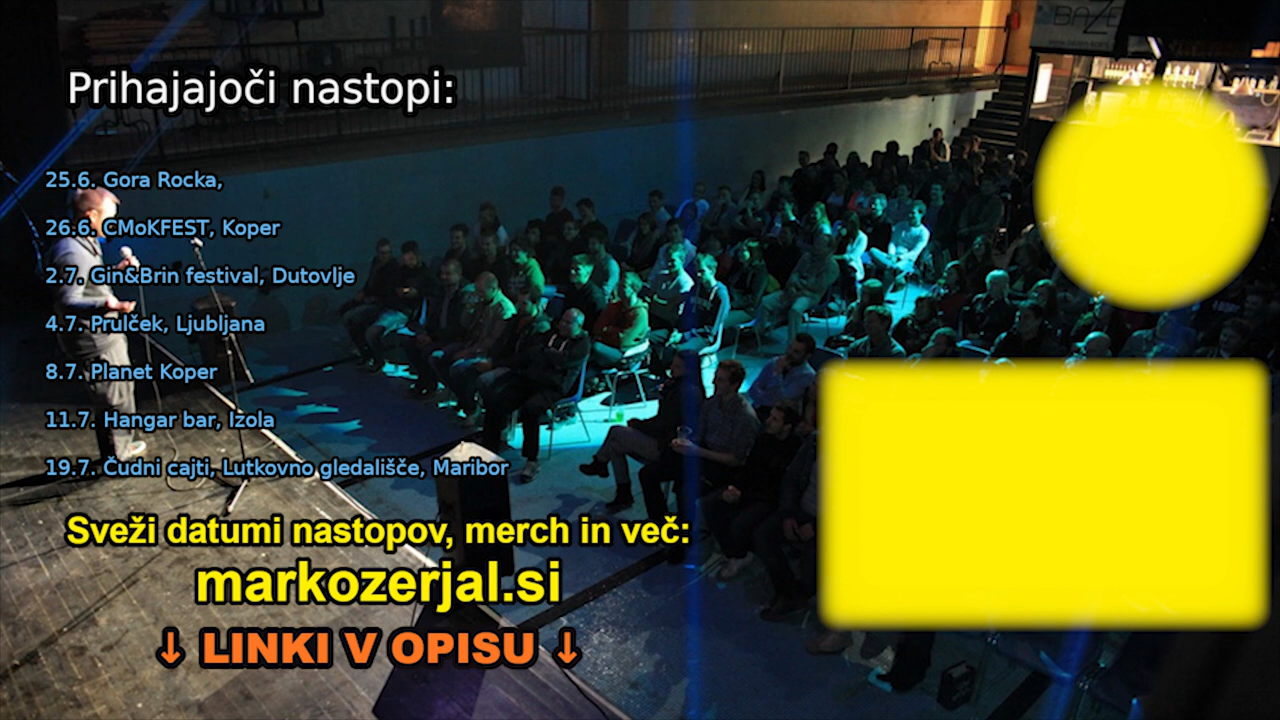 BAZE
Prihajajoči nastopi:
25.6. Gora Rocka,
26.6. CMoKFEST, Koper
2.7. Gin&Brin festival, Dutovlje
4.7. Prulček, Ljubljana
8.7. Planet Koper
11.7. Hangar bar, Izola
19.7. Čudni cajti, Lutkovno gledališče, Maribor
Sveži datumi nastopov, merch in več:
markozerjal.si
↓ LINKI V OPISU ↓